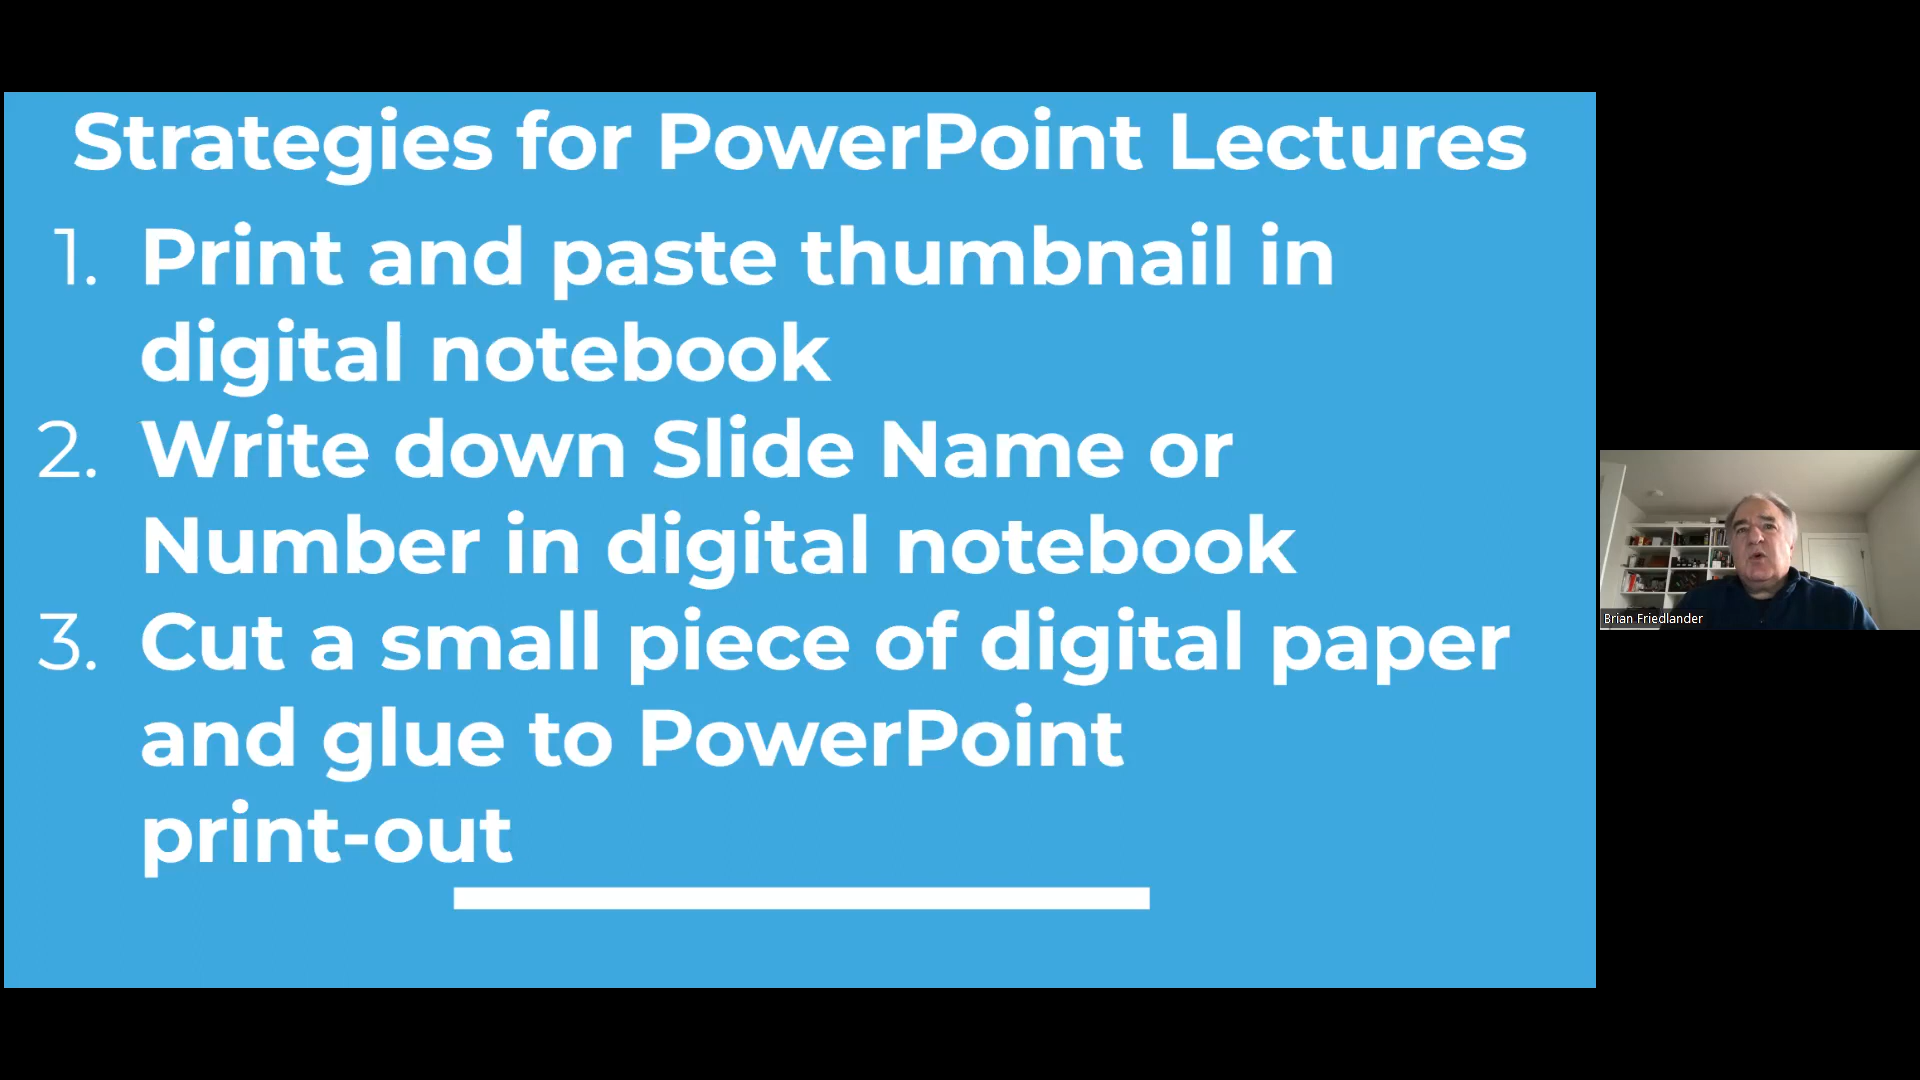 Strategies for PowerPoint Lectures
1. Print and paste thumbnail in
digital notebook
2. Write down Slide Name or
Number in digital notebook
3. Cut a small piece of digital paper
and glue to PowerPoint
print-out
Brian Friedlander